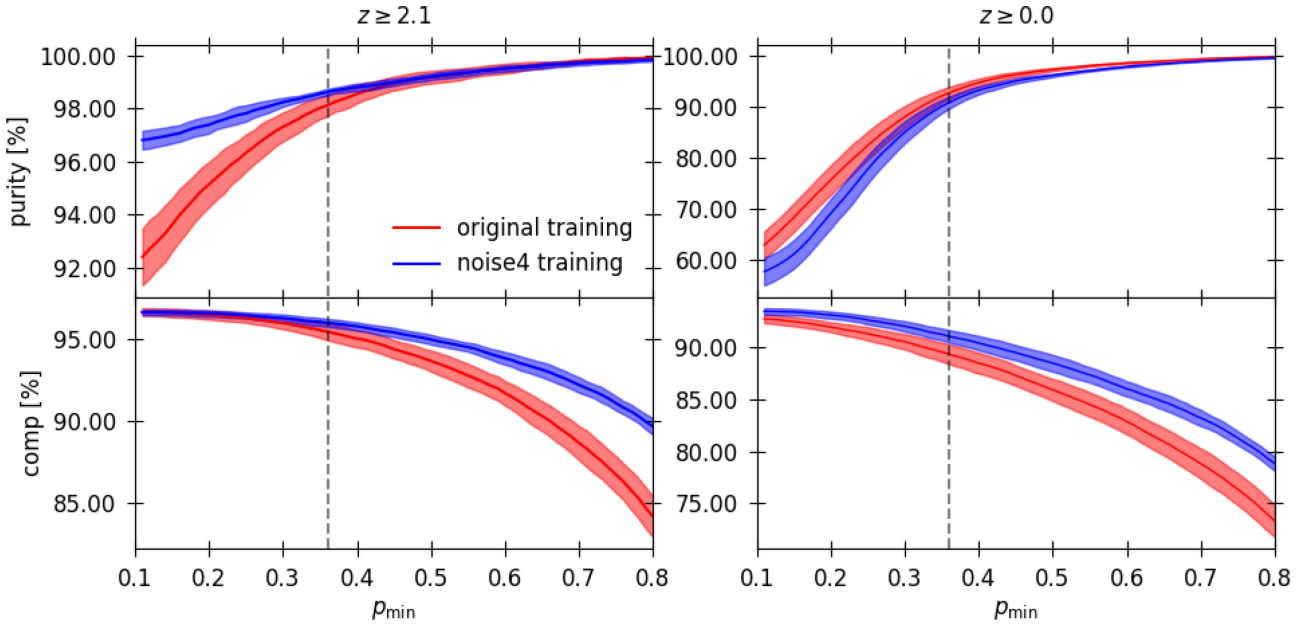 z ≥ 2.1
z ≥ 0.0
100.00
98.00
96.00
94.00
92.00
purity [%]
original training
noise4 training
100.00
90.00
80.00
70.00
60.00
95.00
90.00
85.00
comp [%]
90.00
85.00
80.00
75.00
0.1 0.2 0.3 0.4 0.5 0.6 0.7 0.8
0.1 0.2 0.3 0.4 0.5 0.6 0.7 0.8
p_min
p_min